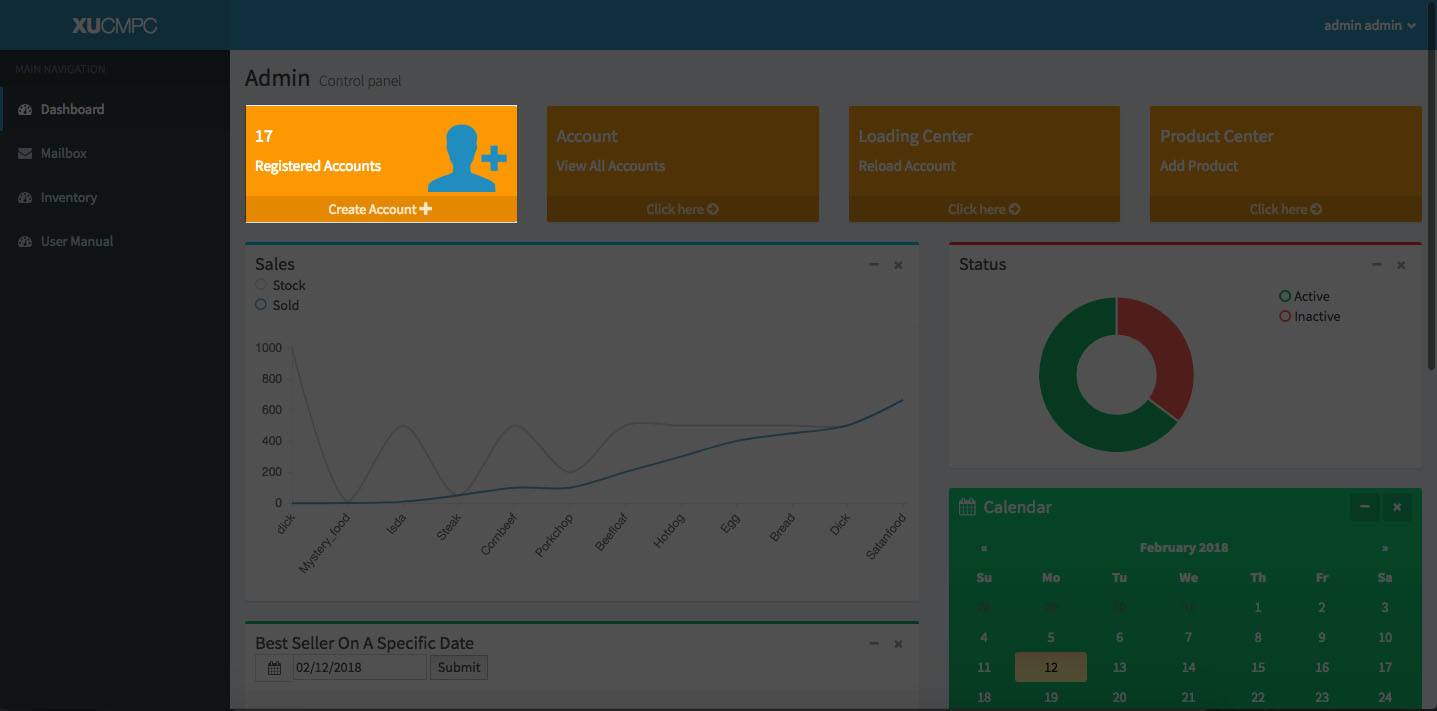 XUCMPC
admin admin
MAIN NAVIGATION
Dashboard
Mailbox
Inventory
User Manual
Admin Control panel
17
Registered Accounts
Create Account
Account
View All Accounts
Click here
Loading Center
Reload Account
Click here
Product Center
Add Product
Click here
Sales
Stock
Sold
1000
800
600
400
200
0
dick
Mystery_food
Isda
Steak
Cornbeef
Porkchop
Beefloaf
Hotdog
Egg
Bread
Dick
Satanfood
Status
Active
Inactive
Best Seller On A Specific Date
02/12/2018 Submit
Calendar
« February 2018 »
Su Mo Tu We Th Fr Sa
28 29 30 31 1 2 3
4 5 6 7 8 9 10
11 12 13 14 15 16 17
18 19 20 21 22 23 24